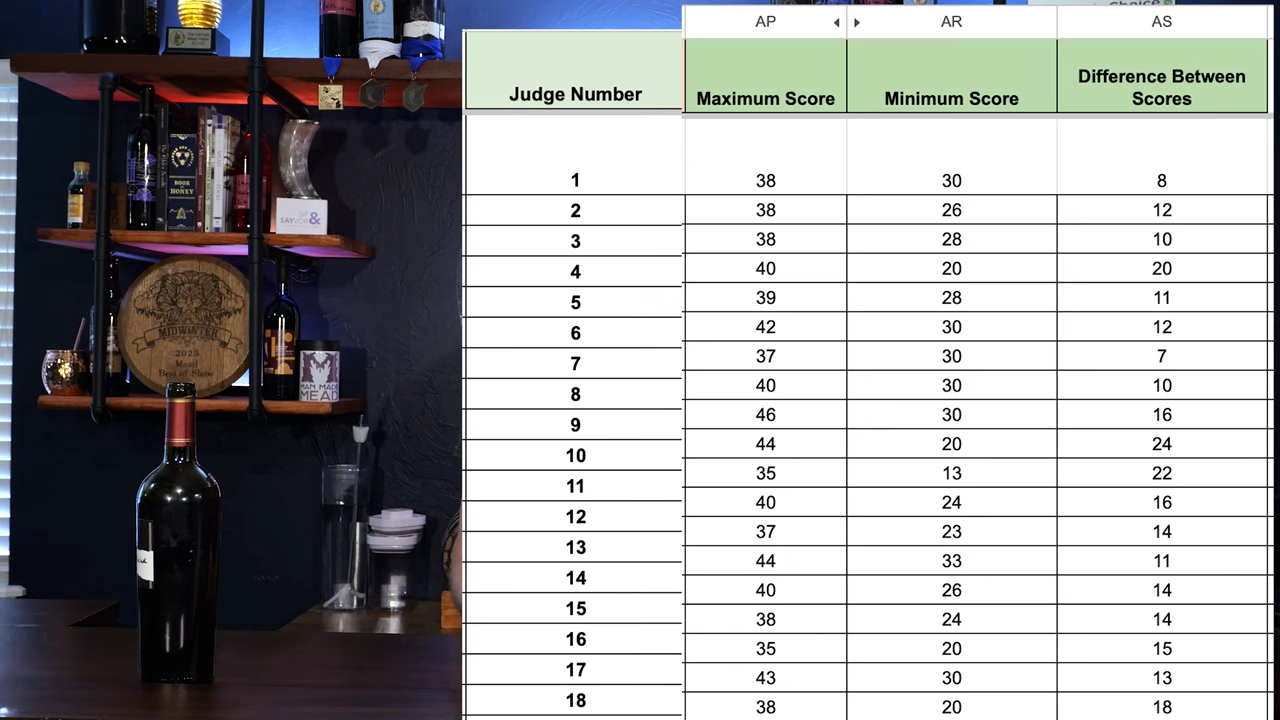 AP AR AS
Judge Number Maximum Score Minimum Score Difference Between Scores
1 38 30 8
2 38 26 12
3 38 28 10
4 40 20 20
5 39 28 11
6 42 30 12
7 37 30 7
8 40 30 10
9 46 30 16
10 44 20 24
11 35 13 22
12 40 24 16
13 37 23 14
14 44 33 11
15 40 26 14
16 38 24 14
17 35 20 15
18 43 30 13
38 20 18
BOOK
HONEY
SIP
SAYVOR &
MIDWINTER
2023
Mead
Best of Show
MAN MADE
MEAD